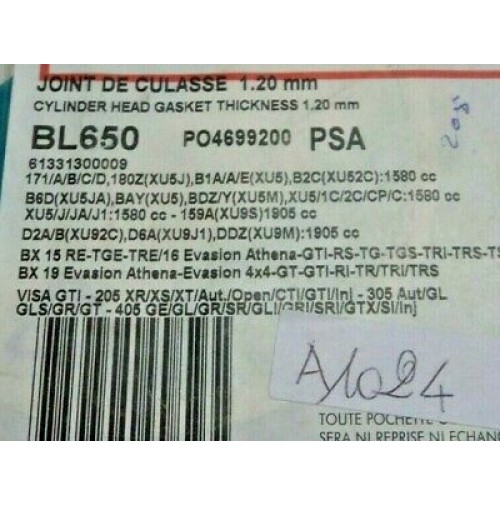 JOINT DE CULASSE 1.20 mm
CYLINDER HEAD GASKET THICKNESS 1.20 mm
BL650 PO4699200 PSA
205
61331300009
171/A/B/C/D,180Z(XU5J),B1A/A/E(XU5),B2C(XU52C):1580 cc
B6D(XU5JA),BAY(XU5),BDZ/Y(XU5M),XU5/1C/2C/CP/C:1580 cc
XU5/J/JA/J1:1580 cc - 159A(XU9S)1905 cc
D2A/B(XU92C),D6A(XU9J1),DDZ(XU9M):1905 cc
BX 15 RE-TGE-TRE/16 Evasion Athena-GTI-RS-TG-TGS-TRI-TRS-TS
BX 19 Evasion Athena-Evasion 4x4-GT-GTI-RI-TR/TRI/TRS
VISA GTI - 205 XR/XS/XT/Aut./Open/CTI/GTI/Inj - 305 Aut/GL
GLS/GR/GT - 405 GE/GL/GR/SR/GLI/GRI/SRI/GTX/SI/Inj
A1024
TOUTE POCHETTE
SERA NI REPRISE NI ECHAN